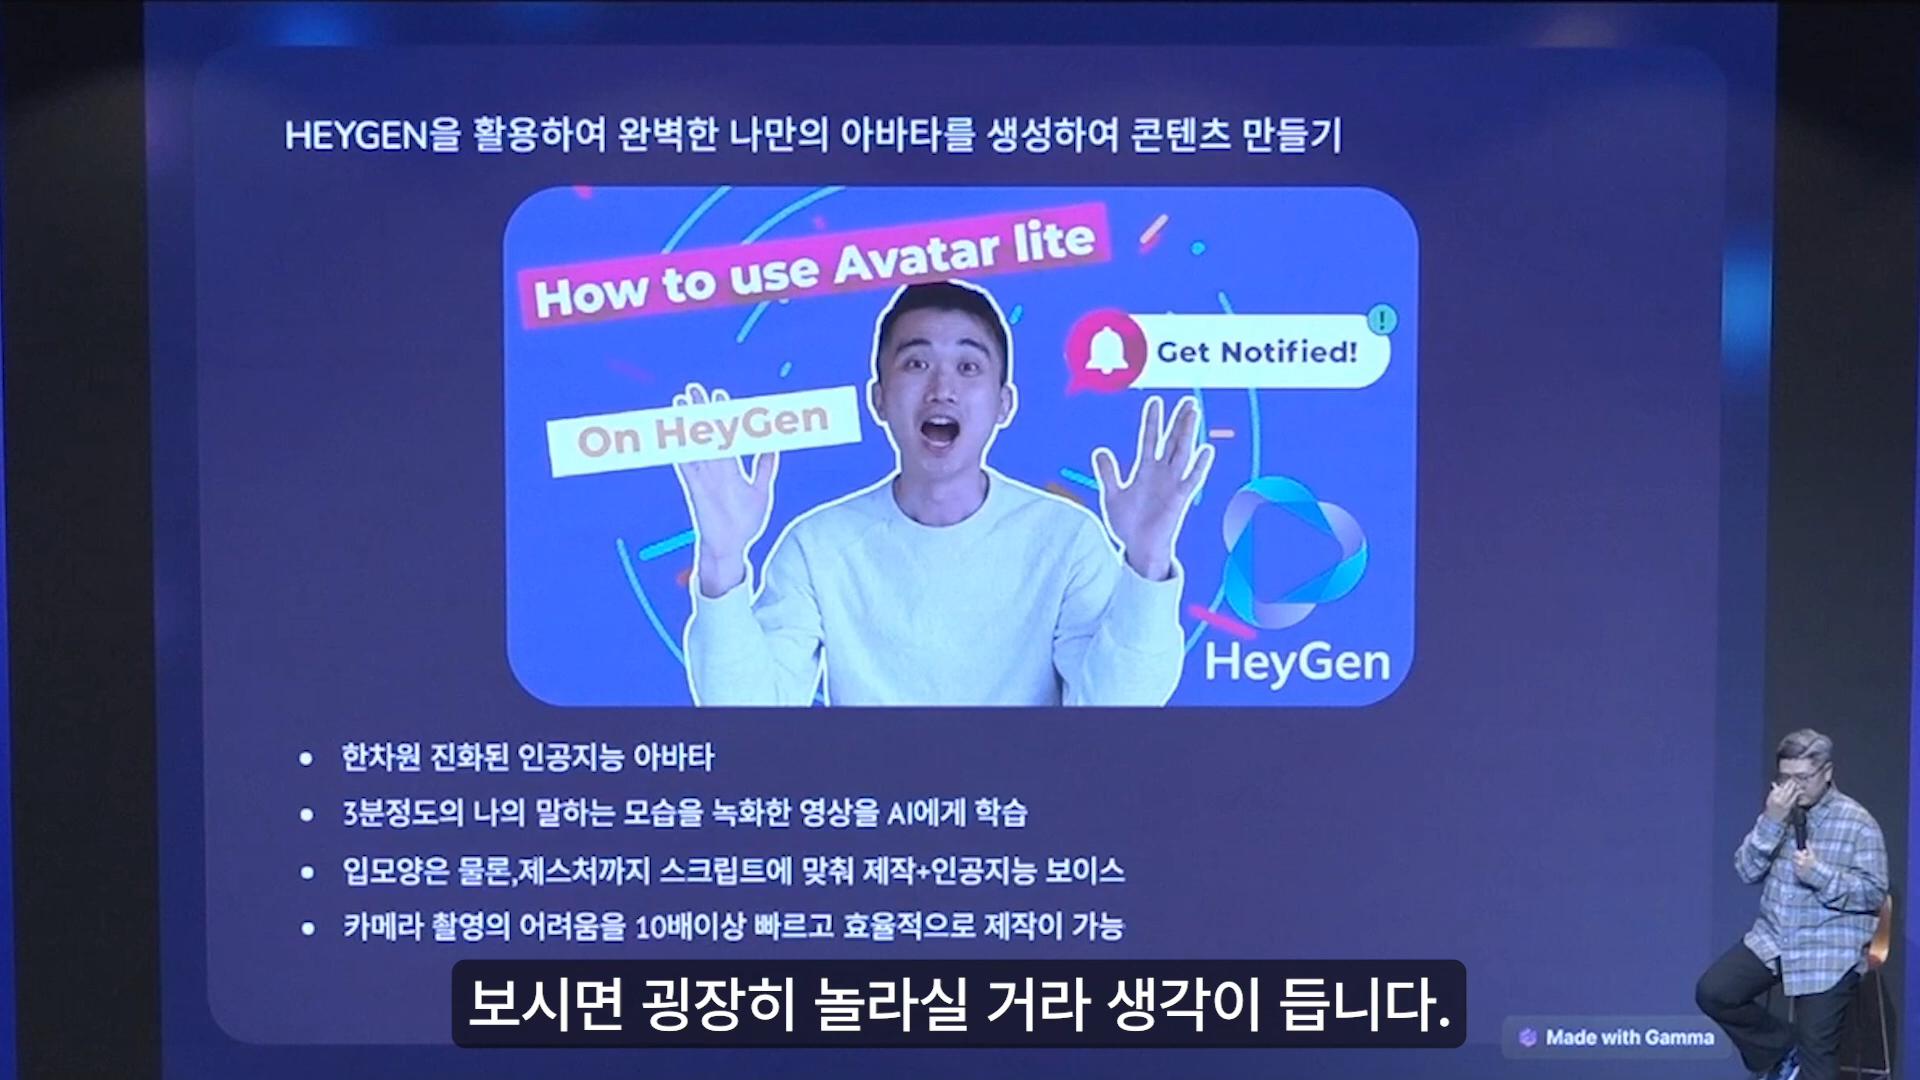 HEYGEN을 활용하여 완벽한 나만의 아바타를 생성하여 콘텐츠 만들기
How to use Avatar lite
Get Notified!
On HeyGen
HeyGen
한차원 진화된 인공지능 아바타
3분정도의 나의 말하는 모습을 녹화한 영상을 AI에게 학습
입모양은 물론,제스처까지 스크립트에 맞춰 제작+인공지능 보이스
카메라 촬영의 어려움을 10배이상 빠르고 효율적으로 제작이 가능
보시면 굉장히 놀라실 거라 생각이 듭니다.
Made with Gamma